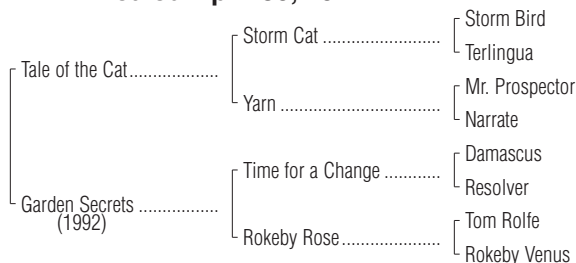 Storm Bird
Storm Cat ........................
Terlingua
Tale of the Cat..................
Mr. Prospector
Yarn ................................
Narrate
Damascus
Time for a Change ...........
Resolver
Garden Secrets ................
(1992)
Tom Rolfe
Rokeby Rose...................
Rokeby Venus